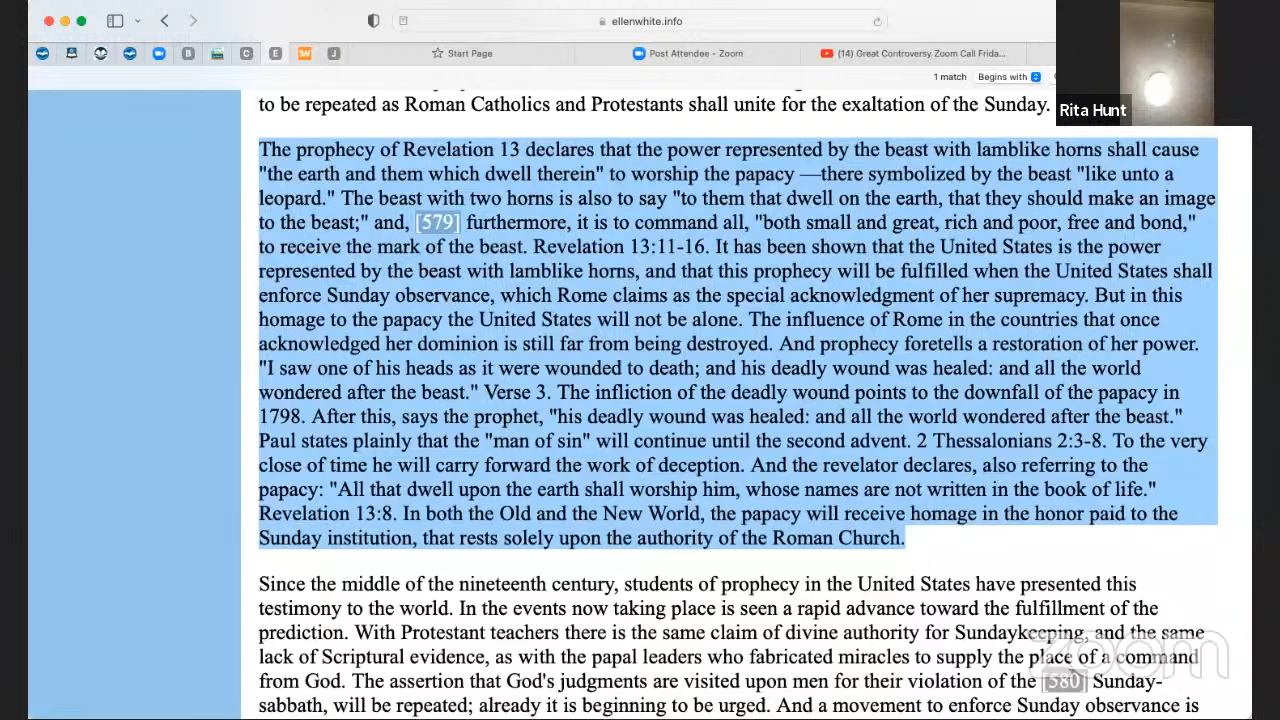 ellenwhite.info
B
C
E
SW
J
Start Page
Post Attendee - Zoom
(14) Great Controversy Zoom Call Frida...
1 match Begins with
Rita Hunt
to be repeated as Roman Catholics and Protestants shall unite for the exaltation of the Sunday.
The prophecy of Revelation 13 declares that the power represented by the beast with lamblike horns shall cause
"the earth and them which dwell therein" to worship the papacy —there symbolized by the beast "like unto a
leopard." The beast with two horns is also to say "to them that dwell on the earth, that they should make an image
to the beast;" and, [579] furthermore, it is to command all, "both small and great, rich and poor, free and bond,"
to receive the mark of the beast. Revelation 13:11-16. It has been shown that the United States is the power
represented by the beast with lamblike horns, and that this prophecy will be fulfilled when the United States shall
enforce Sunday observance, which Rome claims as the special acknowledgment of her supremacy. But in this
homage to the papacy the United States will not be alone. The influence of Rome in the countries that once
acknowledged her dominion is still far from being destroyed. And prophecy foretells a restoration of her power.
"I saw one of his heads as it were wounded to death; and his deadly wound was healed: and all the world
wondered after the beast." Verse 3. The infliction of the deadly wound points to the downfall of the papacy in
1798. After this, says the prophet, "his deadly wound was healed: and all the world wondered after the beast."
Paul states plainly that the "man of sin" will continue until the second advent. 2 Thessalonians 2:3-8. To the very
close of time he will carry forward the work of deception. And the revelator declares, also referring to the
papacy: "All that dwell upon the earth shall worship him, whose names are not written in the book of life."
Revelation 13:8. In both the Old and the New World, the papacy will receive homage in the honor paid to the
Sunday institution, that rests solely upon the authority of the Roman Church.
Since the middle of the nineteenth century, students of prophecy in the United States have presented this
testimony to the world. In the events now taking place is seen a rapid advance toward the fulfillment of the
prediction. With Protestant teachers there is the same claim of divine authority for Sundaykeeping, and the same
lack of Scriptural evidence, as with the papal leaders who fabricated miracles to supply the place of a command
from God. The assertion that God's judgments are visited upon men for their violation of the [580] Sunday-
sabbath, will be repeated; already it is beginning to be urged. And a movement to enforce Sunday observance is
zoom